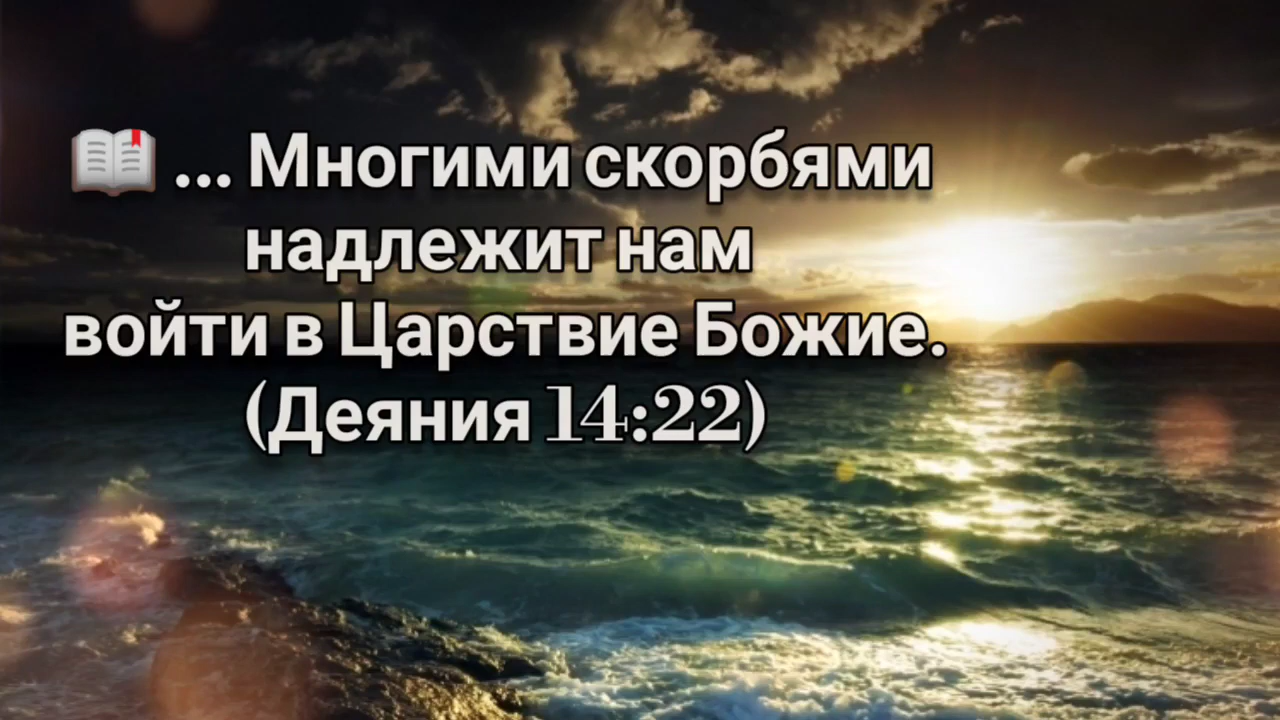 📖 ... Многими скорбями
надлежит нам
войти в Царствие Божие.
(Деяния 14:22)